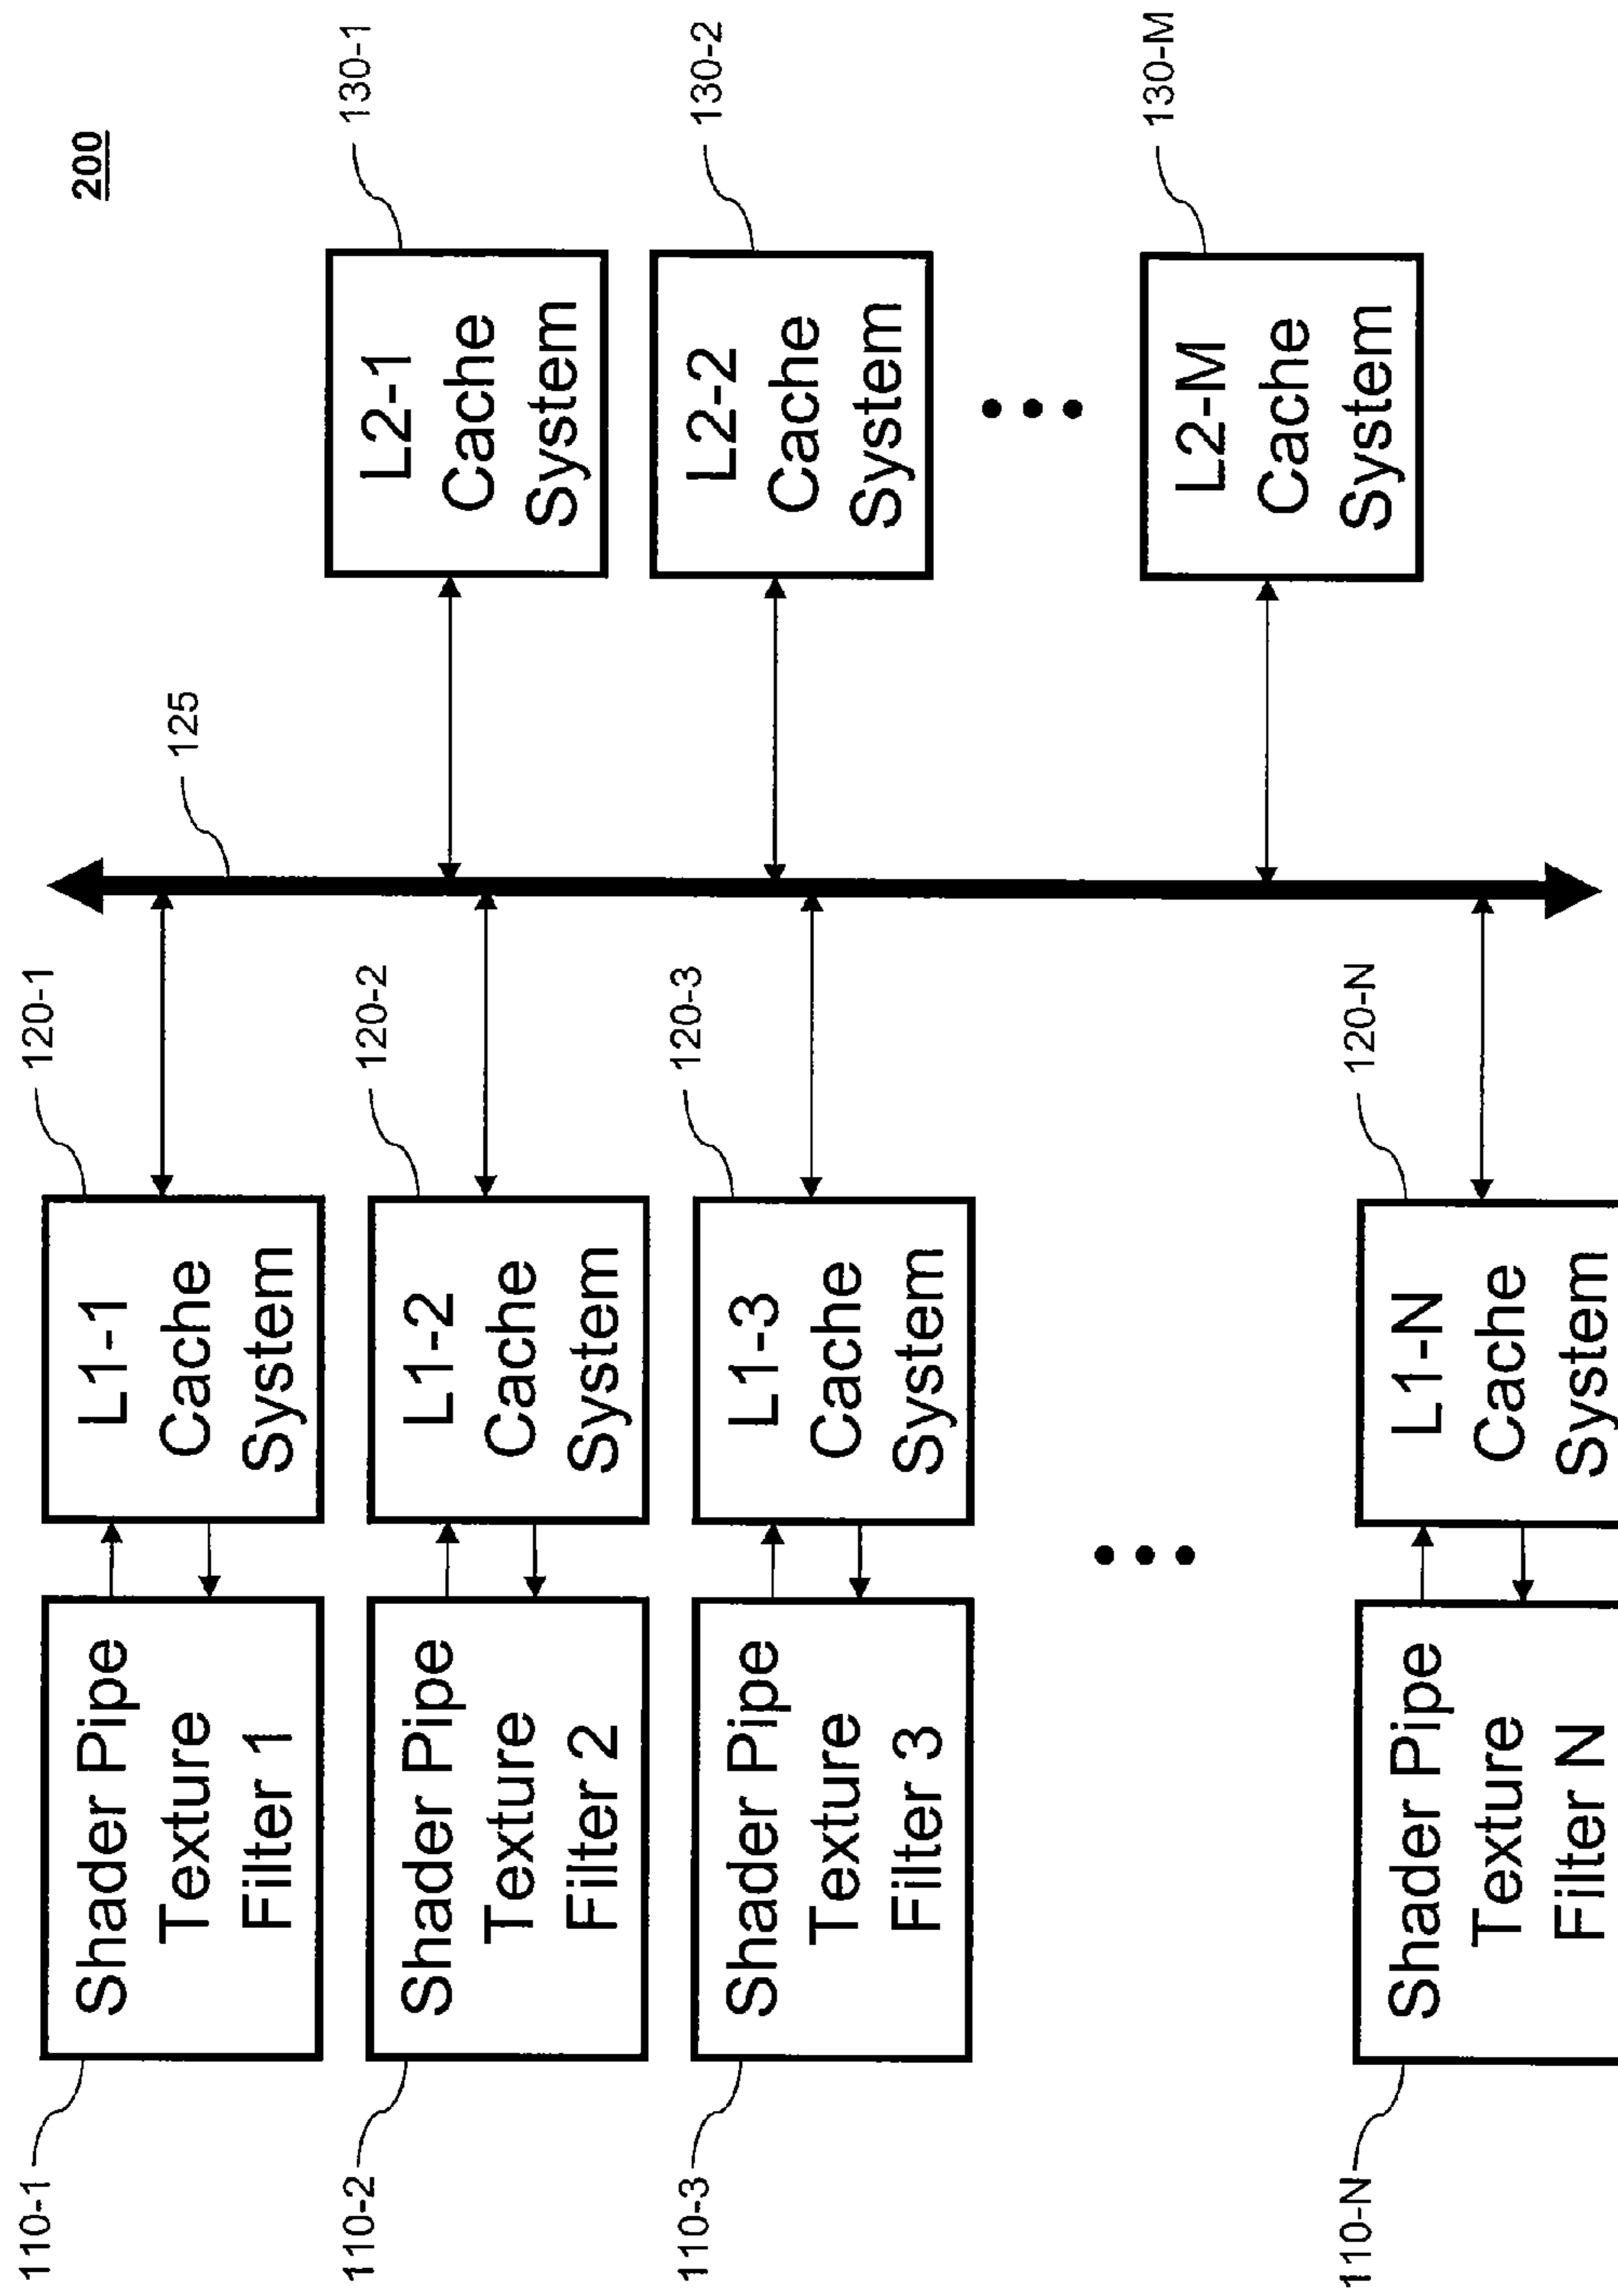 200
110-1
Shader Pipe
Texture
Filter 1
120-1
L1-1
Cache
System
125
130-1
L2-1
Cache
System
110-2
Shader Pipe
Texture
Filter 2
120-2
L1-2
Cache
System
130-2
L2-2
Cache
System
110-3
Shader Pipe
Texture
Filter 3
120-3
L1-3
Cache
System
130-M
L2-M
Cache
System
110-N
Shader Pipe
Texture
Filter N
120-N
L1-N
Cache
System